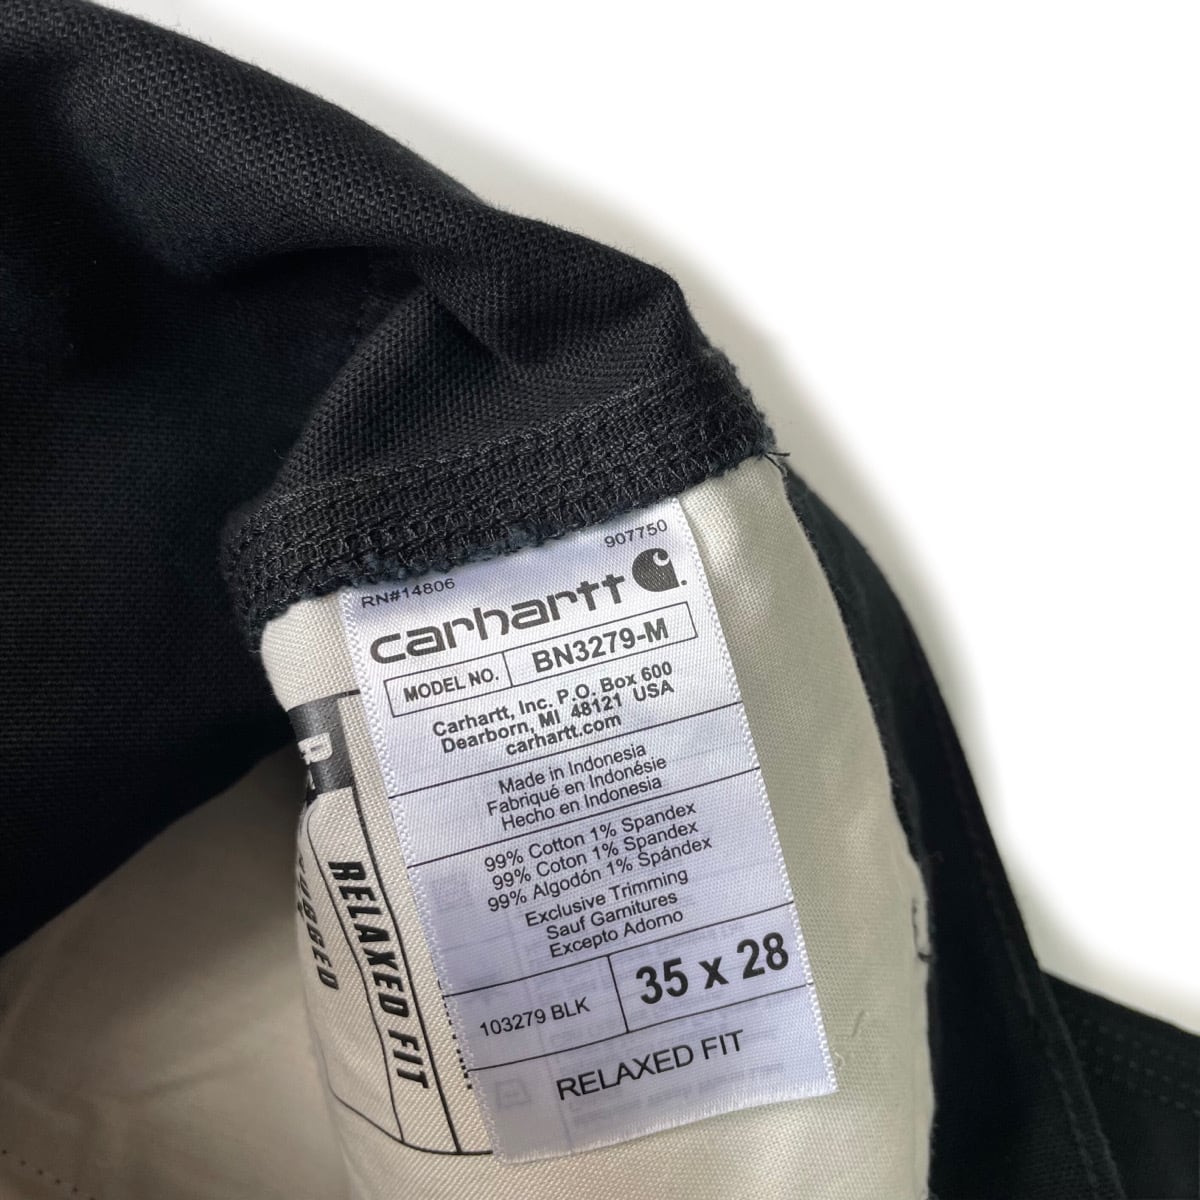 RN#14806
907750
carhartt
MODEL NO. BN3279-M
Carhartt, Inc. P.O. Box 600
Dearborn, MI 48121 USA
carhartt.com
Made in Indonesia
Fabriqué en Indonésie
Hecho en Indonesia
99% Cotton 1% Spandex
99% Coton 1% Spandex
99% Algodón 1% Spándex
Exclusive Trimming
Sauf Garnitures
Excepto Adorno
103279 BLK
35 x 28
RELAXED FIT
RELAXED FIT